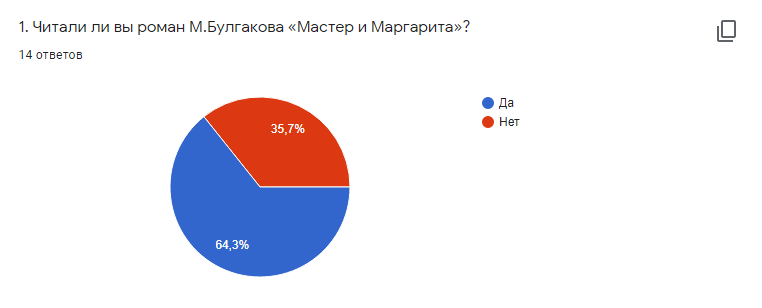 1. Читали ли вы роман М.Булгакова «Мастер и Маргарита»?
14 ответов
Да
Нет
35,7%
64,3%